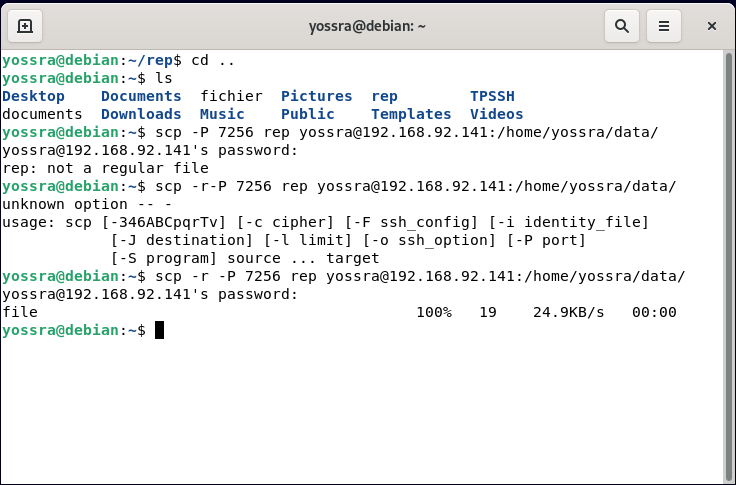 yossra@debian: ~
yossra@debian:~/rep$ cd ..
yossra@debian:~$ ls
Desktop    Documents  fichier  Pictures  rep        TPSSH
documents  Downloads  Music    Public    Templates  Videos
yossra@debian:~$ scp -P 7256 rep yossra@192.168.92.141:/home/yossra/data/
yossra@192.168.92.141's password:
rep: not a regular file
yossra@debian:~$ scp -r-P 7256 rep yossra@192.168.92.141:/home/yossra/data/
unknown option -- -
usage: scp [-346ABCpqrTv] [-c cipher] [-F ssh_config] [-i identity_file]
            [-J destination] [-l limit] [-o ssh_option] [-P port]
            [-S program] source ... target
yossra@debian:~$ scp -r -P 7256 rep yossra@192.168.92.141:/home/yossra/data/
yossra@192.168.92.141's password:
file                                          100%   19    24.9KB/s   00:00
yossra@debian:~$